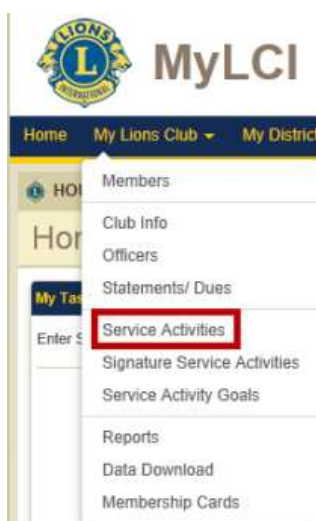 LIONS
L
INTERNATIONAL
MyLCI
Home My Lions Club My District
HO
Hor
My Tas
Enter S
Members
Club Info
Officers
Statements/ Dues
Service Activities
Signature Service Activities
Service Activity Goals
Reports
Data Download
Membership Cards